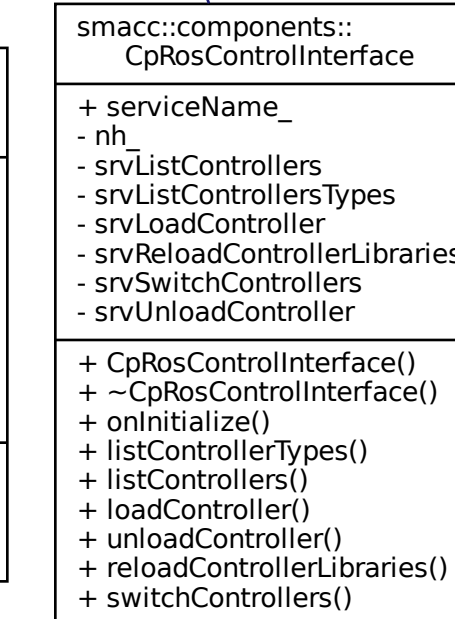 smacc::components::
CpRosControlInterface
+ serviceName_
- nh_
- srvListControllers
- srvListControllersTypes
- srvLoadController
- srvReloadControllerLibraries
- srvSwitchControllers
- srvUnloadController
+ CpRosControlInterface()
+ ~CpRosControlInterface()
+ onInitialize()
+ listControllerTypes()
+ listControllers()
+ loadController()
+ unloadController()
+ reloadControllerLibraries()
+ switchControllers()